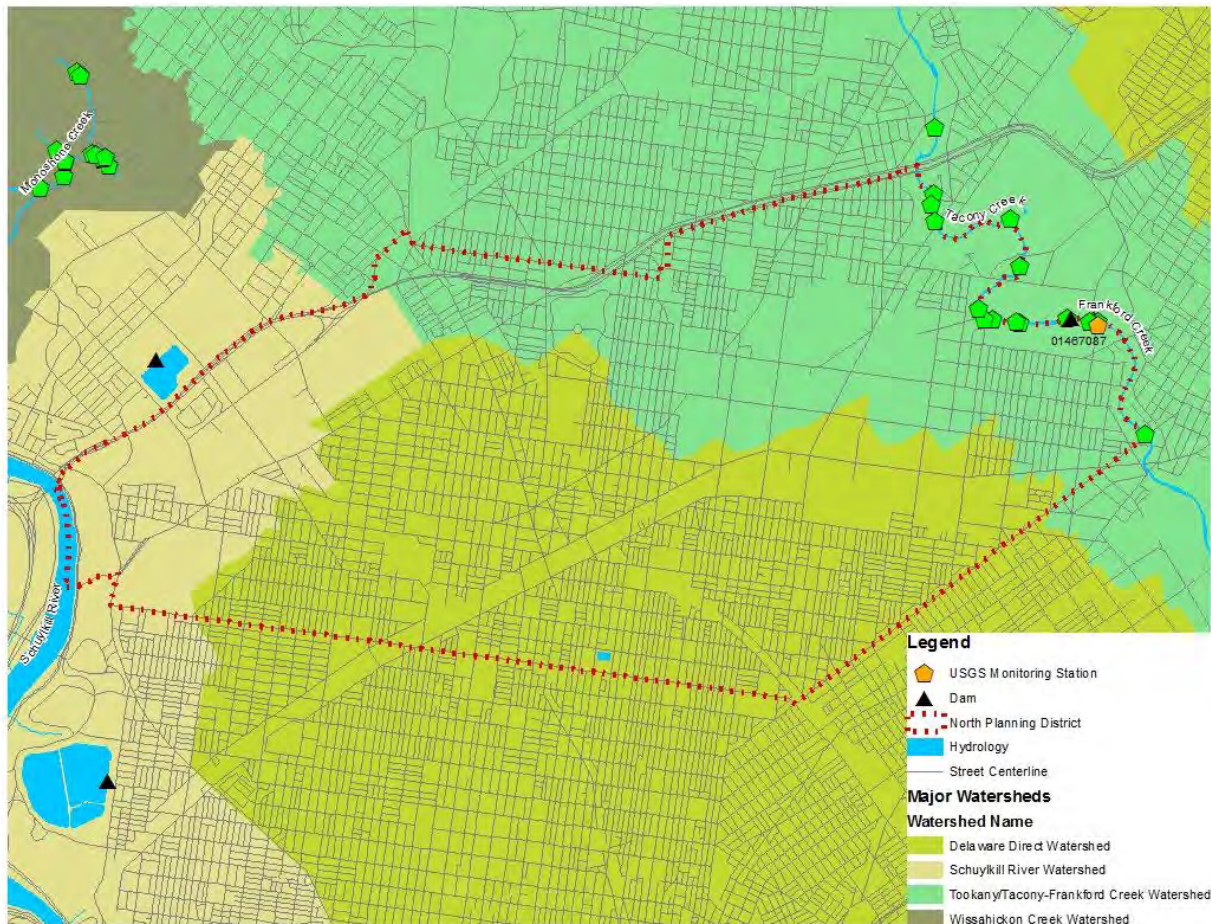 Monoshone Creek
Tacony Creek
Frankford Creek
01467087
Schuylkill River
Legend
USGS Monitoring Station
Dam
North Planning District
Hydrology
Street Centerline
Major Watersheds
Watershed Name
Delaware Direct Watershed
Schuylkill River Watershed
Tookany/Tacony-Frankford Creek Watershed
Wissahickon Creek Watershed